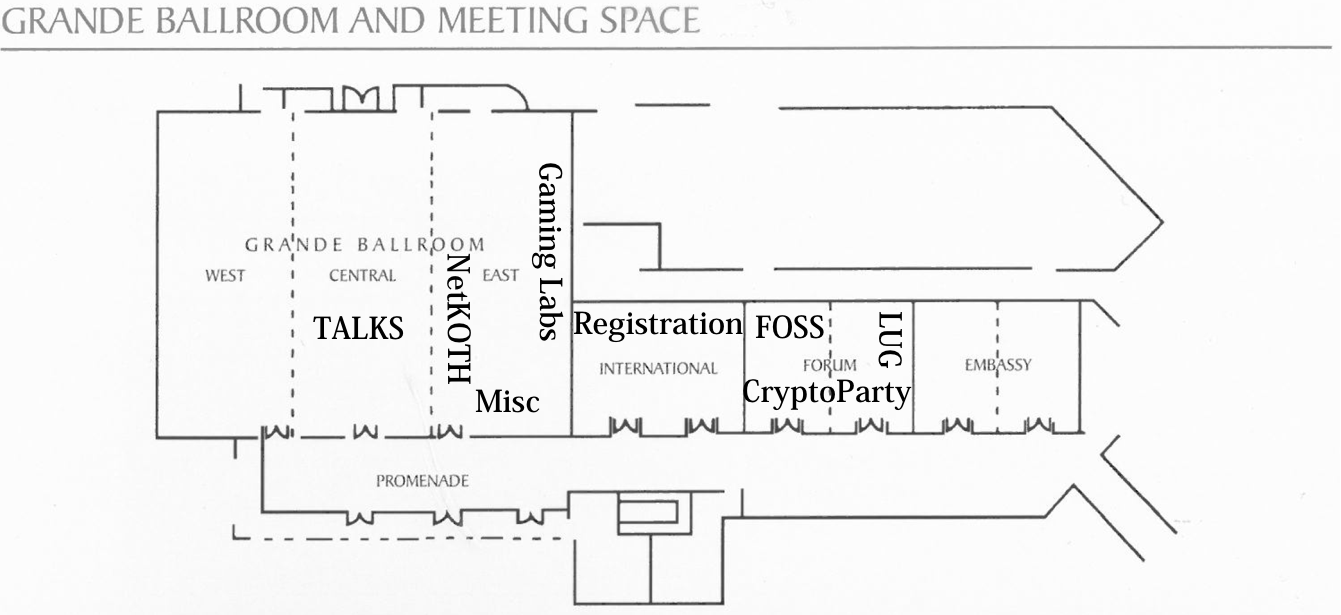 GRANDE BALLROOM AND MEETING SPACE
GRANDE BALLROOM
WEST
CENTRAL
EAST
TALKS
NetKOTH
Gaming Labs
Misc
Registration
INTERNATIONAL
FOSS
LUG
FORUM
CryptoParty
EMBASSY
PROMENADE